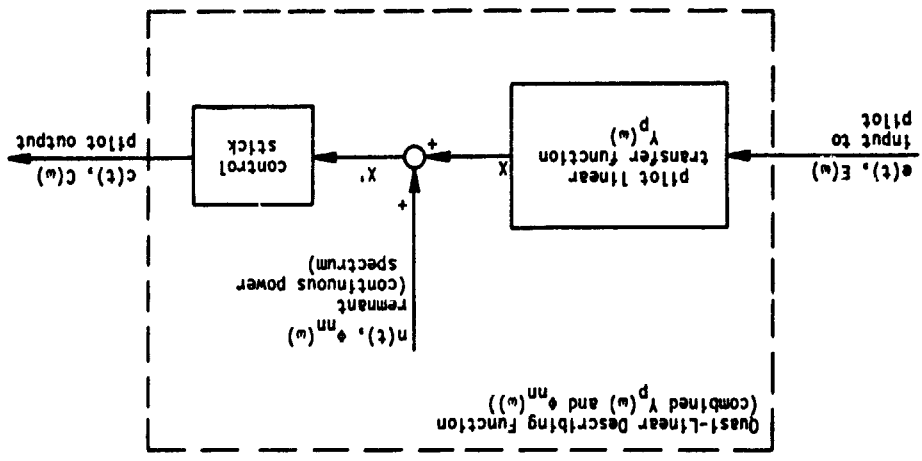 Quasi-Linear Describing Function
(combined Y_p(ω) and Φ_nn(ω))
n(t), Φ_nn(ω)
remnant
(continuous power
spectrum)
e(t), E(ω)
input to
pilot
pilot linear
transfer function
Y_p(ω)
X
+
+
X'
control
stick
c(t), C(ω)
pilot output